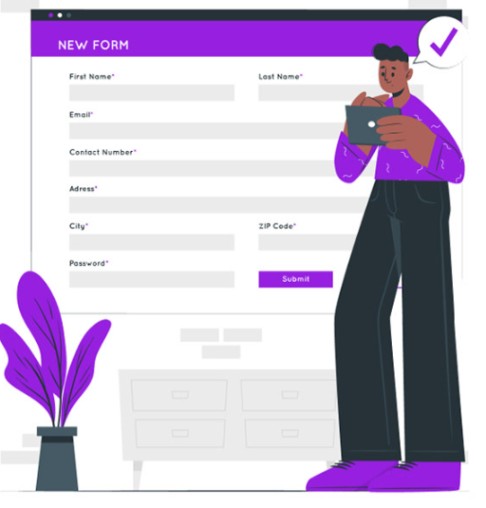 NEW FORM
First Name* Last Name*
Email*
Contact Number*
Adress*
City* ZIP Code*
Password*
Submit